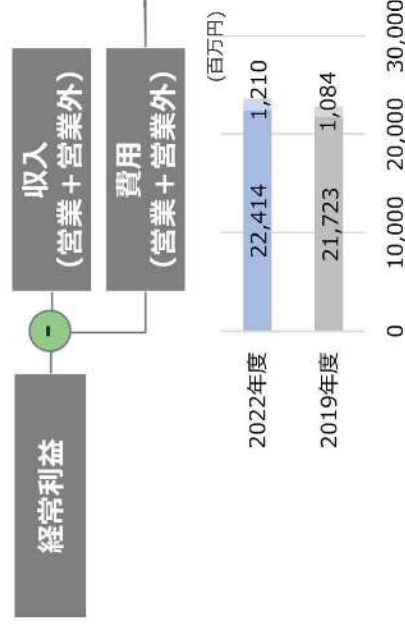 経常利益
-
収入
(営業+営業外)
費用
(営業+営業外)
(百万円)
2022年度
22,414
1,210
2019年度
21,723
1,084
0
10,000
20,000
30,000